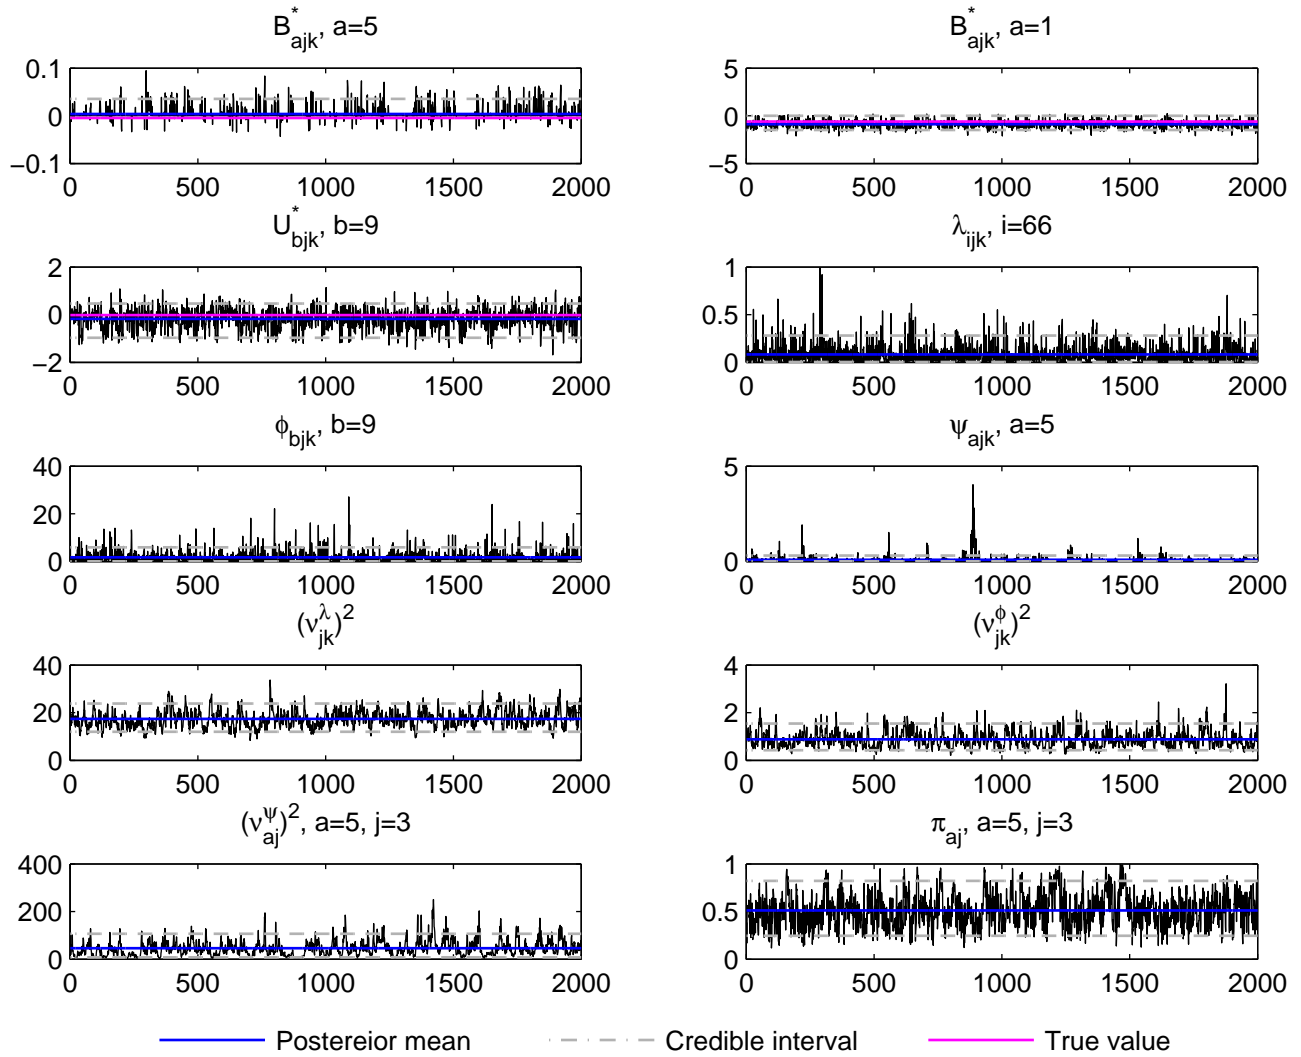 B*ajk, a=5
B*ajk, a=1
0.1
0
−0.1
0 500 1000 1500 2000
5
0
−5
0 500 1000 1500 2000
U*bjk, b=9
λijk, i=66
2
0
−2
0 500 1000 1500 2000
1
0.5
0
0 500 1000 1500 2000
ϕbjk, b=9
ψajk, a=5
40
20
0
0 500 1000 1500 2000
5
0
0 500 1000 1500 2000
(νλjk)2
(νϕjk)2
40
20
0
0 500 1000 1500 2000
4
2
0
0 500 1000 1500 2000
(νψaj)2, a=5, j=3
πaj, a=5, j=3
400
200
0
0 500 1000 1500 2000
1
0.5
0
0 500 1000 1500 2000
Postereior mean Credible interval True value